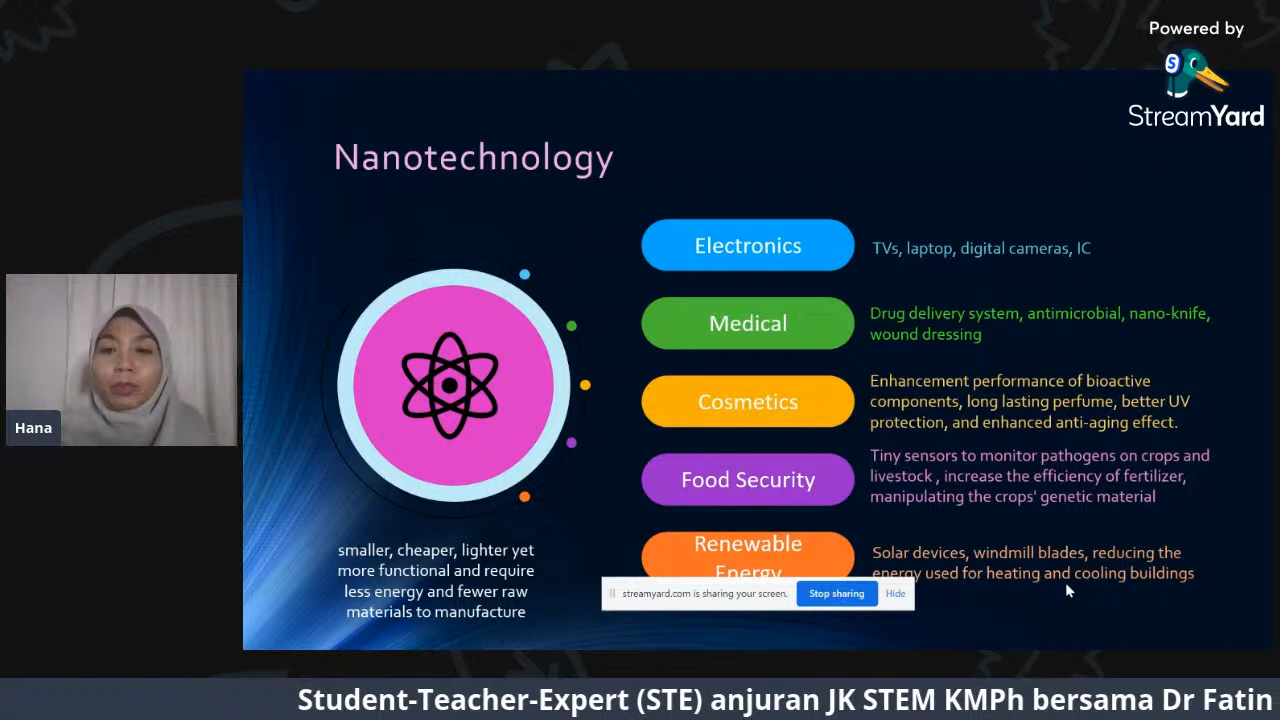 Powered by
S
StreamYard
Nanotechnology
Electronics
TVs, laptop, digital cameras, IC
Medical
Drug delivery system, antimicrobial, nano-knife,
wound dressing
Cosmetics
Enhancement performance of bioactive
components, long lasting perfume, better UV
protection, and enhanced anti-aging effect.
Food Security
Tiny sensors to monitor pathogens on crops and
livestock , increase the efficiency of fertilizer,
manipulating the crops' genetic material
Renewable
Energy
Solar devices, windmill blades, reducing the
energy used for heating and cooling buildings
smaller, cheaper, lighter yet
more functional and require
less energy and fewer raw
materials to manufacture
streamyard.com is sharing your screen.
Stop sharing
Hide
Hana
Student-Teacher-Expert (STE) anjuran JK STEM KMPh bersama Dr Fatin